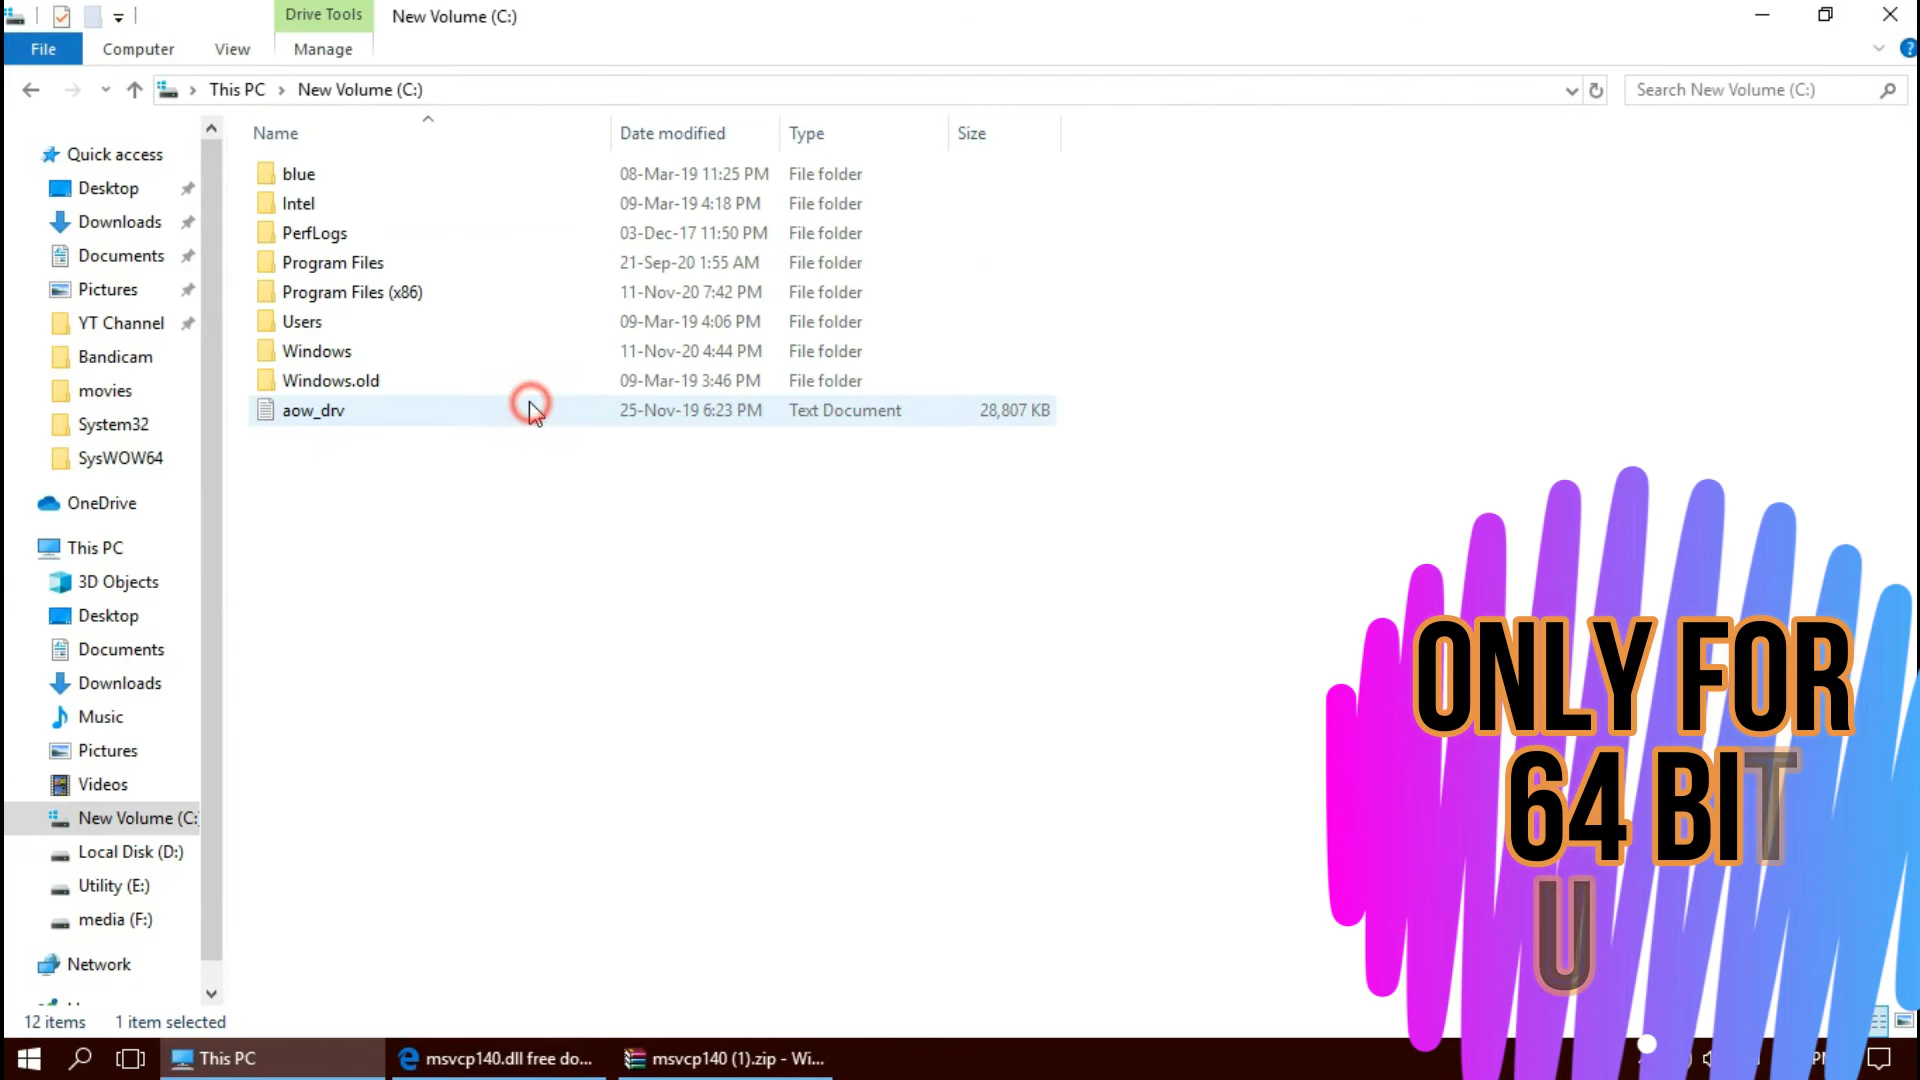 Drive Tools
New Volume (C:)
File
Computer
View
Manage
This PC
New Volume (C:)
Search New Volume (C:)
Name
Date modified
Type
Size
blue
08-Mar-19 11:25 PM
File folder
Intel
09-Mar-19 4:18 PM
File folder
PerfLogs
03-Dec-17 11:50 PM
File folder
Program Files
21-Sep-20 1:55 AM
File folder
Program Files (x86)
11-Nov-20 7:42 PM
File folder
Users
09-Mar-19 4:06 PM
File folder
Windows
11-Nov-20 4:44 PM
File folder
Windows.old
09-Mar-19 3:46 PM
File folder
aow_drv
25-Nov-19 6:23 PM
Text Document
28,807 KB
Quick access
Desktop
Downloads
Documents
Pictures
YT Channel
Bandicam
movies
System32
SysWOW64
OneDrive
This PC
3D Objects
Desktop
Documents
Downloads
Music
Pictures
Videos
New Volume (C:
Local Disk (D:)
Utility (E:)
media (F:)
Network
12 items
1 item selected
ONLY FOR
64 BIT
U
This PC
msvcp140.dll free do...
msvcp140 (1).zip - Wi...